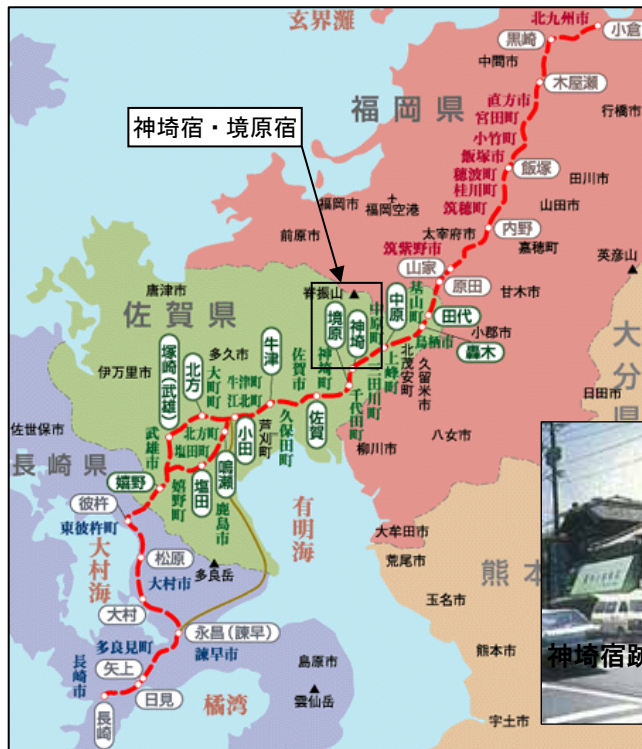 玄界灘
北九州市
小倉
黒崎
中間市
木屋瀬
福岡県
直方市
宮田町
行橋市
小竹町
神埼宿・境原宿
飯塚市
飯塚
穂波町
田川市
桂川町
福岡市
福岡空港
筑穂町
山田市
内野
前原市
太宰府市
嘉穂町
筑紫野市
英彦山
山家
原田
脊振山
基山町
甘木市
唐津市
佐賀県
中原町
中原
田代
境原
神埼
小郡市
鳥栖市
轟木
大分県
塚崎(武雄)
北方
多久市
大町町
牛津
佐賀市
神埼町
上峰町
北茂安町
久留米市
伊万里市
牛津町
江北町
三田川町
日田市
千代田町
佐世保市
武雄市
北方町
塩田町
小田
芦刈町
久保田町
佐賀
柳川市
八女市
長崎県
嬉野
嬉野町
塩田
鳴瀬
鹿島市
有明海
彼杵
東彼杵町
大牟田市
荒尾市
大村海
松原
大村市
多良岳
熊本
玉名市
大村
永昌(諫早)
多良見町
諫早市
長崎市
矢上
日見
長崎
橘湾
島原市
雲仙岳
熊本市
宇土市
神埼宿跡